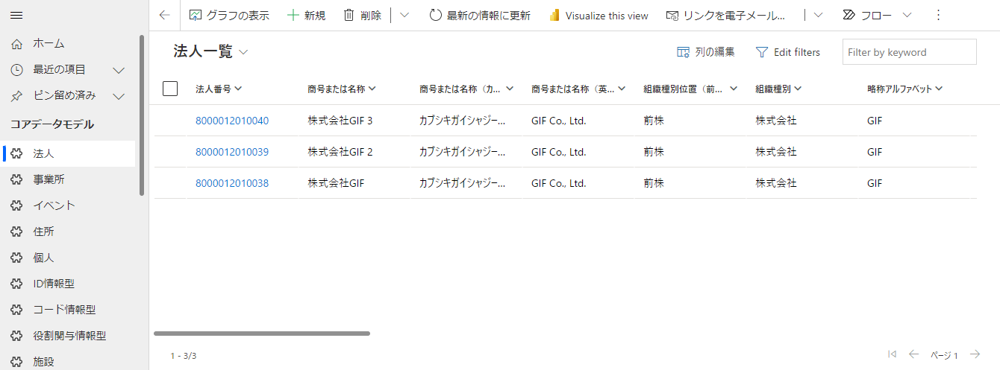 グラフの表示 新規 削除 最新の情報に更新 Visualize this view リンクを電子メール... フロー
ホーム
最近の項目
ピン留め済み
コアデータモデル
法人
事業所
イベント
住所
個人
ID情報型
コード情報型
役割関与情報型
施設
法人一覧 列の編集 Edit filters Filter by keyword
法人番号 商号または名称 商号または名称（カ... 商号または名称（英... 組織種別位置（前... 組織種別 略称アルファベット
8000012010040 株式会社GIF 3 カブシキガイシャジー... GIF Co., Ltd. 前株 株式会社 GIF
8000012010039 株式会社GIF 2 カブシキガイシャジー... GIF Co., Ltd. 前株 株式会社 GIF
8000012010038 株式会社GIF カブシキガイシャジー... GIF Co., Ltd. 前株 株式会社 GIF
1 - 3/3 ページ 1